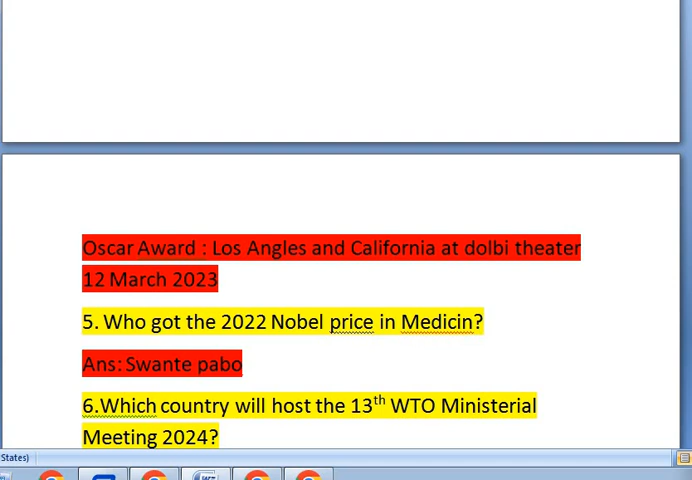 Oscar Award : Los Angles and California at dolbi theater
12 March 2023
5. Who got the 2022 Nobel price in Medicin?
Ans: Swante pabo
6.Which country will host the 13th WTO Ministerial
Meeting 2024?
States)